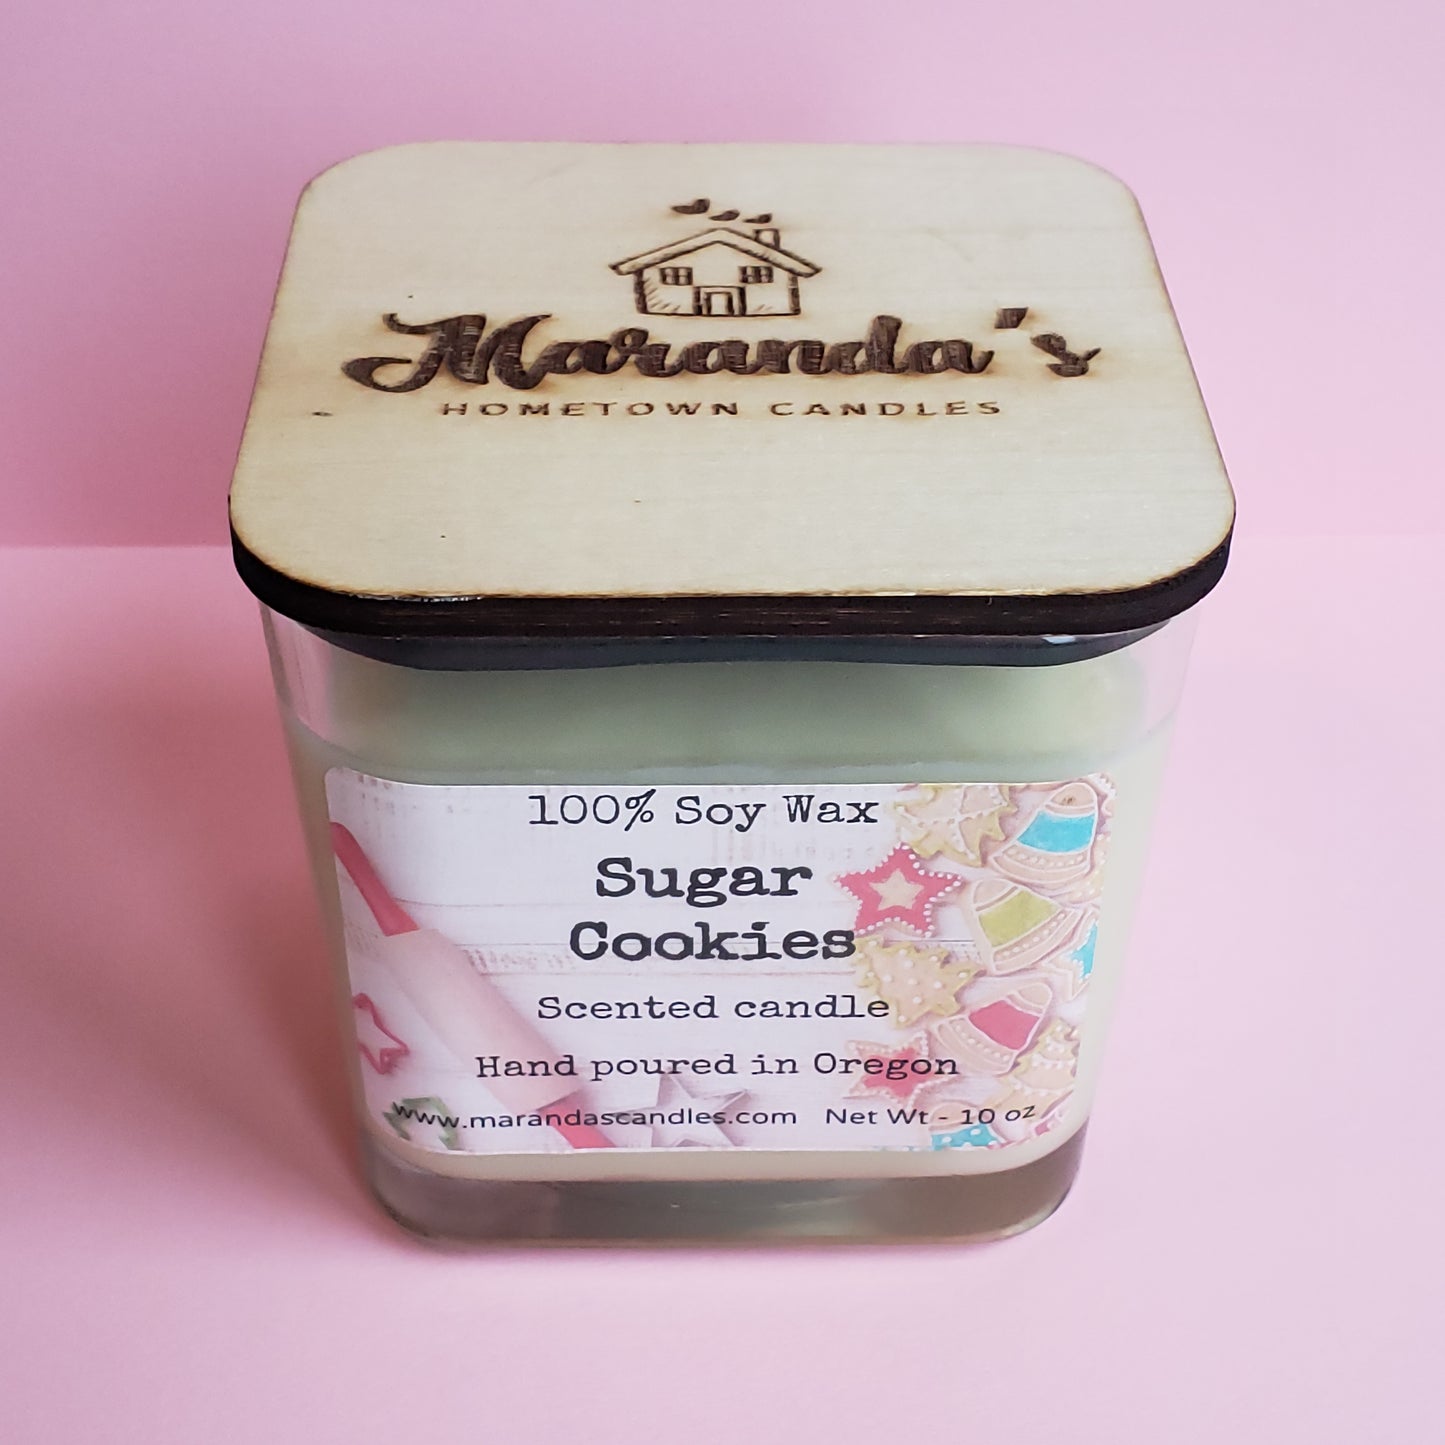 Maranda's
HOMETOWN CANDLES
100% Soy Wax
Sugar
Cookies
Scented candle
Hand poured in Oregon
www.marandascandles.com Net Wt - 10 oz